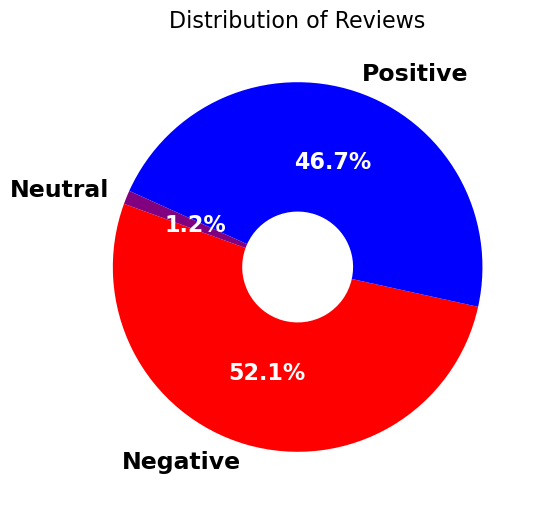 Distribution of Reviews
Positive
46.7%
Neutral
1.2%
52.1%
Negative